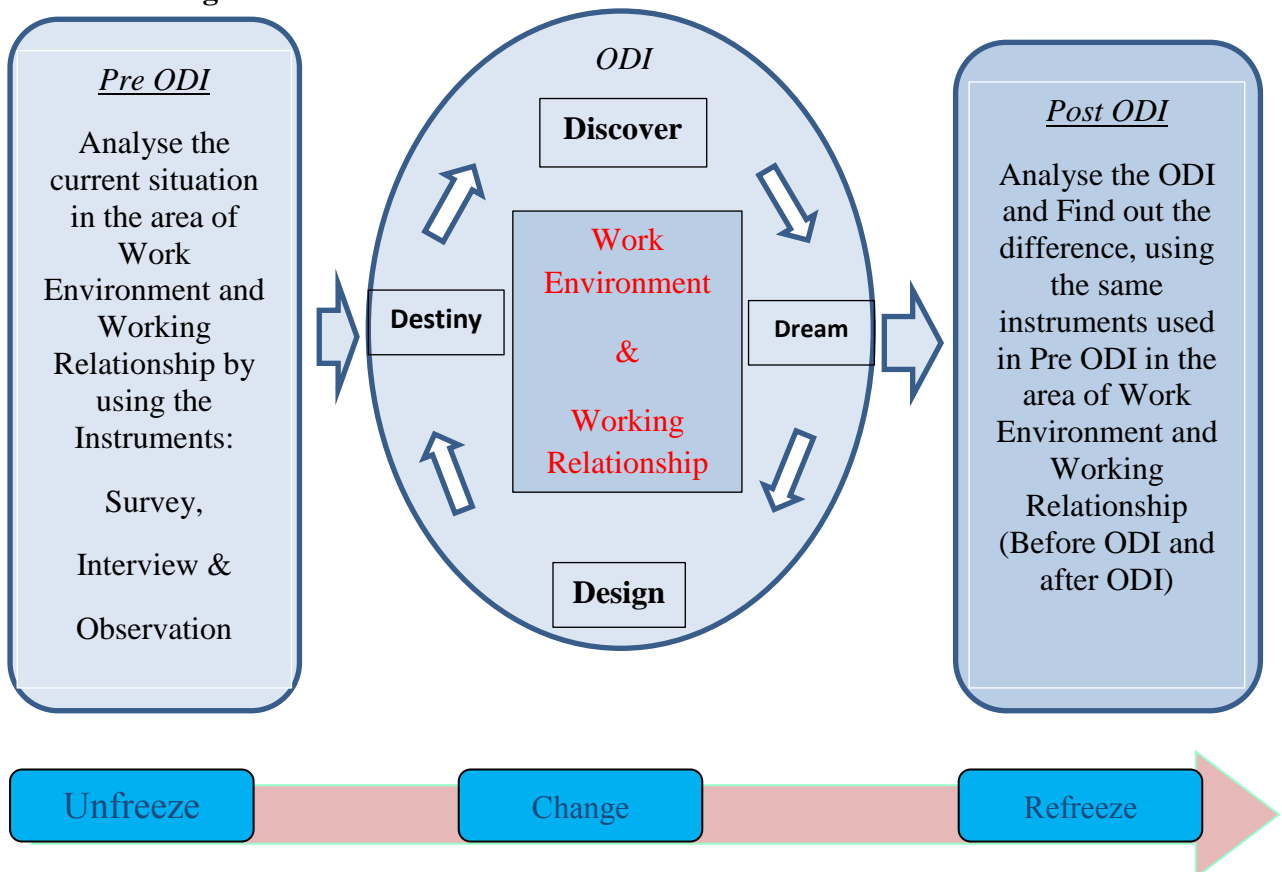 Pre ODI
Analyse the
current situation
in the area of
Work
Environment and
Working
Relationship by
using the
Instruments:
Survey,
Interview &
Observation
ODI
Discover
Work
Environment
&
Working
Relationship
Destiny
Dream
Design
Post ODI
Analyse the ODI
and Find out the
difference, using
the same
instruments used
in Pre ODI in the
area of Work
Environment and
Working
Relationship
(Before ODI and
after ODI)
Unfreeze
Change
Refreeze